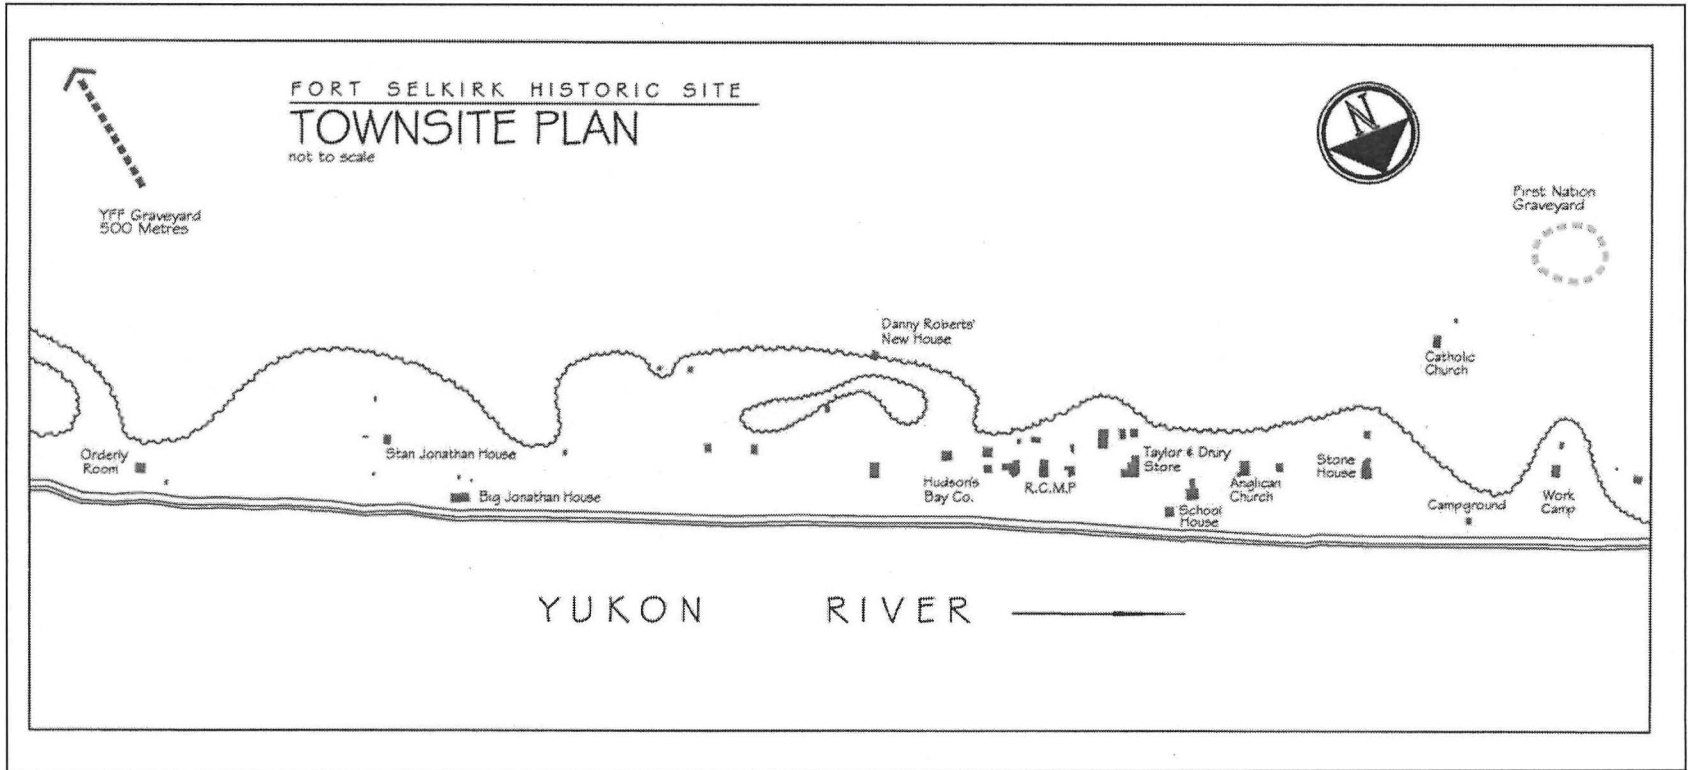 FORT SELKIRK HISTORIC SITE
TOWNSITE PLAN
not to scale
N
YFF Graveyard
500 Metres
First Nation
Graveyard
Danny Roberts'
New House
Catholic
Church
Orderly
Room
Stan Jonathan House
Big Jonathan House
Hudson's
Bay Co.
R.C.M.P
Taylor & Drury
Store
Anglican
Church
School
House
Stone
House
Campground
Work
Camp
YUKON RIVER